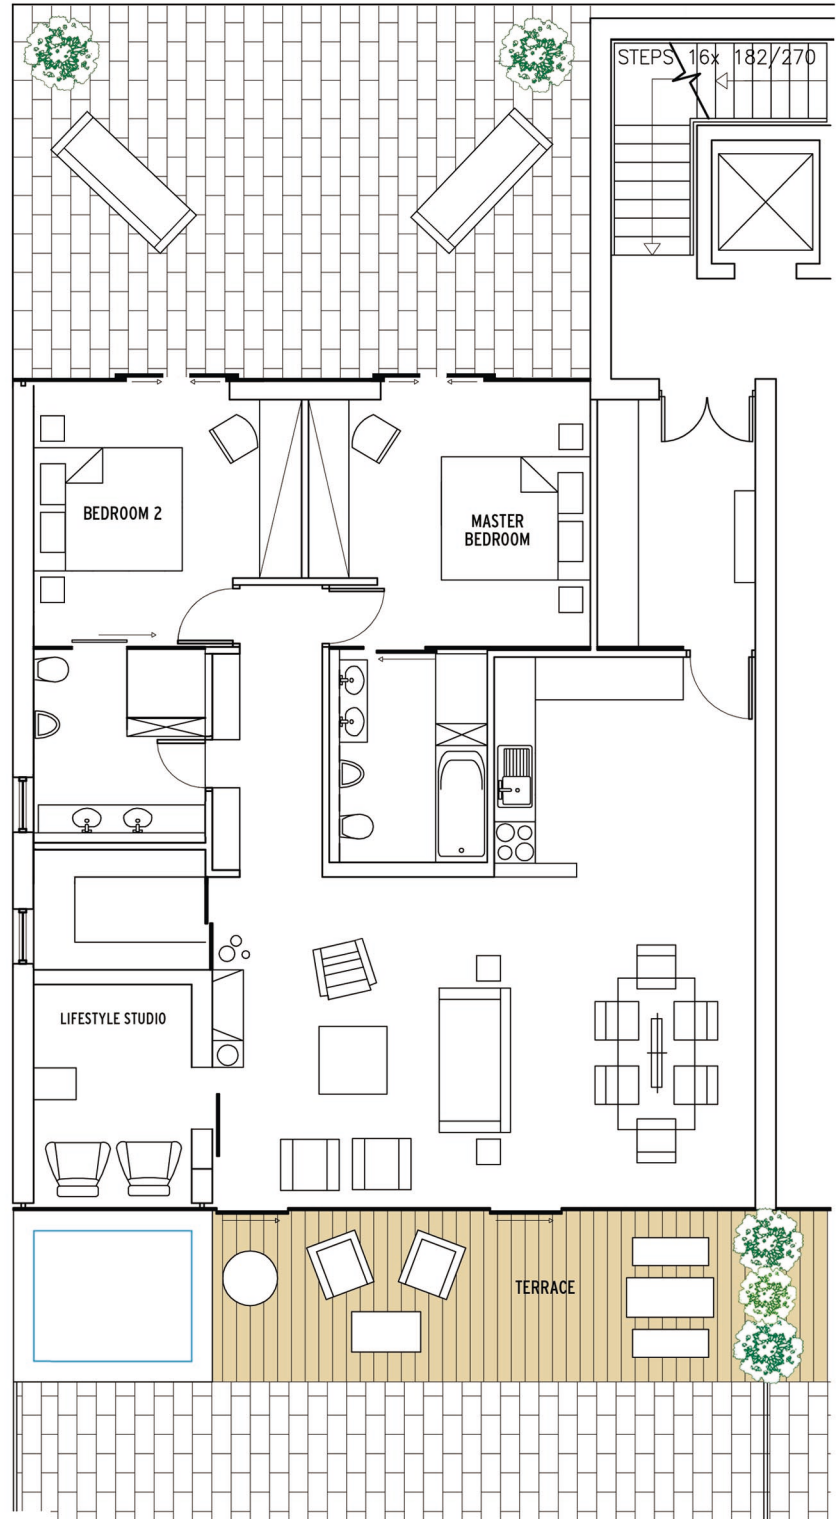 STEPS 16x 182/270
BEDROOM 2
MASTER
BEDROOM
LIFESTYLE STUDIO
TERRACE